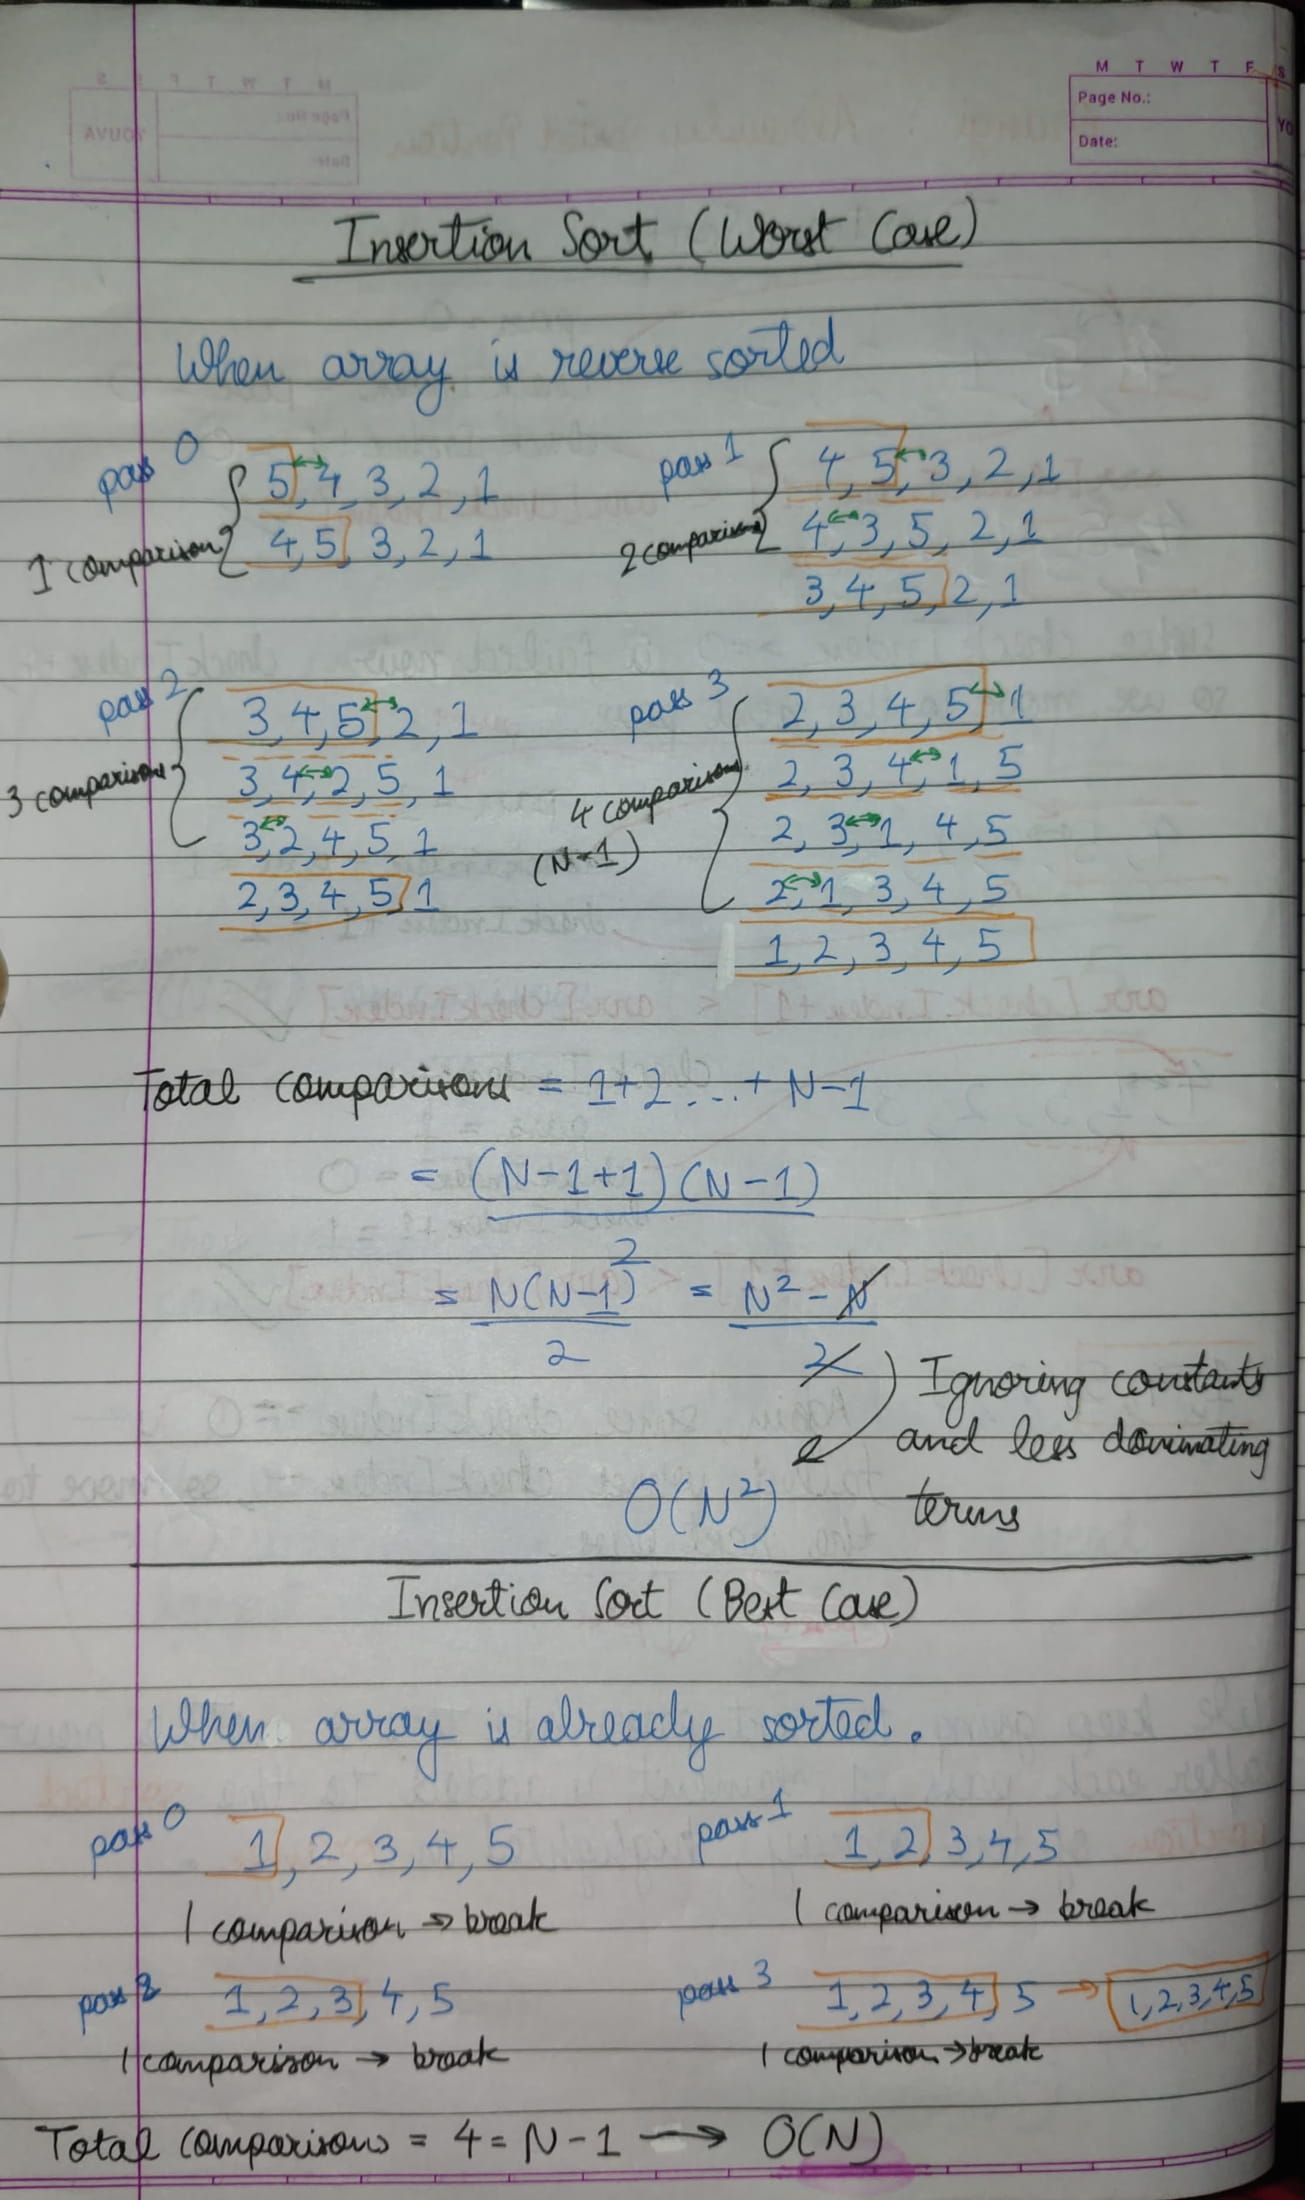 M T W T F S
Page No.:
Date:
YO
YOUVA
Insertion Sort (Worst Case)
When array is reverse sorted
pass 0
5, 4, 3, 2, 1
4, 5, 3, 2, 1
1 comparison
pass 1
4, 5, 3, 2, 1
4, 3, 5, 2, 1
3, 4, 5, 2, 1
2 comparison
pass 2
3, 4, 5, 2, 1
3, 4, 2, 5, 1
3, 2, 4, 5, 1
2, 3, 4, 5, 1
3 comparisons
pass 3
2, 3, 4, 5, 1
2, 3, 4, 1, 5
2, 3, 1, 4, 5
2, 1, 3, 4, 5
1, 2, 3, 4, 5
4 comparisons
(N-1)
Total comparisons = 1+2...+ N-1
= (N-1+1)(N-1)
2
= N(N-1) = N² - N
2 2
Ignoring constants
and less dominating
terms
O(N²)
Insertion Sort (Best Case)
When array is already sorted.
pass 0 1, 2, 3, 4, 5
1 comparison → break
pass 1 1, 2, 3, 4, 5
1 comparison → break
pass 2 1, 2, 3, 4, 5
1 comparison → break
pass 3 1, 2, 3, 4, 5 → 1, 2, 3, 4, 5
1 comparison → break
Total comparisons = 4 = N-1 → O(N)